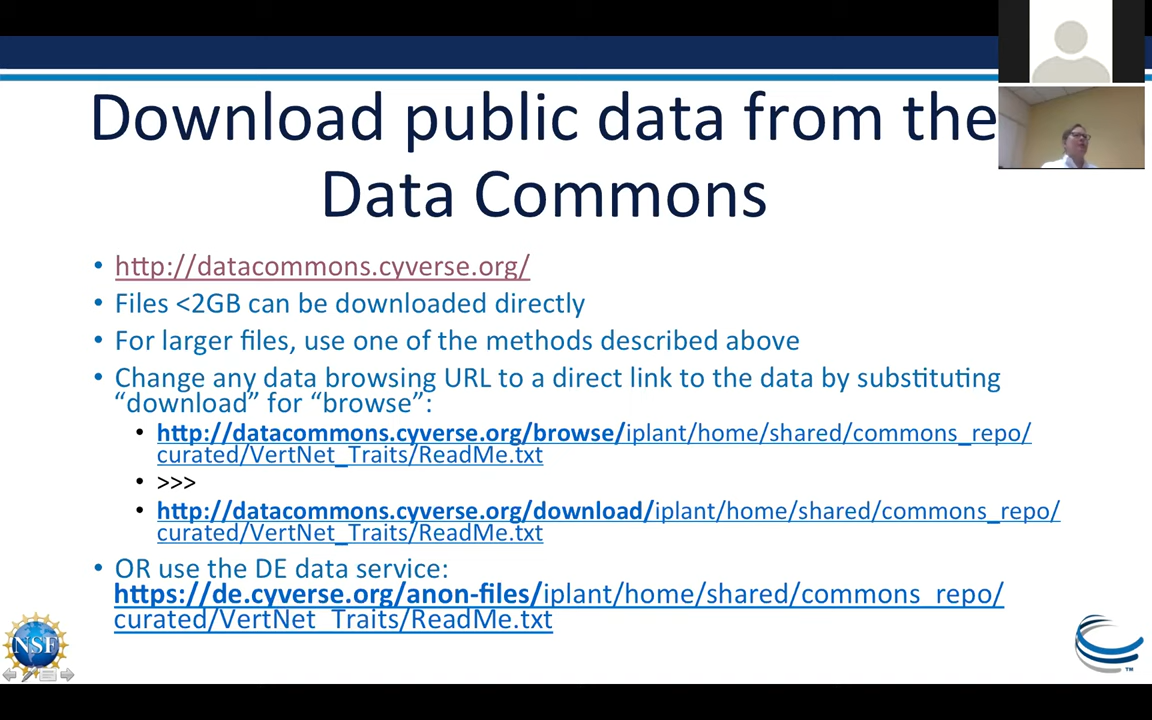 Download public data from the
Data Commons
• http://datacommons.cyverse.org/
• Files <2GB can be downloaded directly
• For larger files, use one of the methods described above
• Change any data browsing URL to a direct link to the data by substituting
“download” for “browse”:
• http://datacommons.cyverse.org/browse/iplant/home/shared/commons_repo/
curated/VertNet_Traits/ReadMe.txt
• >>>
• http://datacommons.cyverse.org/download/iplant/home/shared/commons_repo/
curated/VertNet_Traits/ReadMe.txt
• OR use the DE data service:
https://de.cyverse.org/anon-files/iplant/home/shared/commons_repo/
curated/VertNet_Traits/ReadMe.txt
NSF
TM